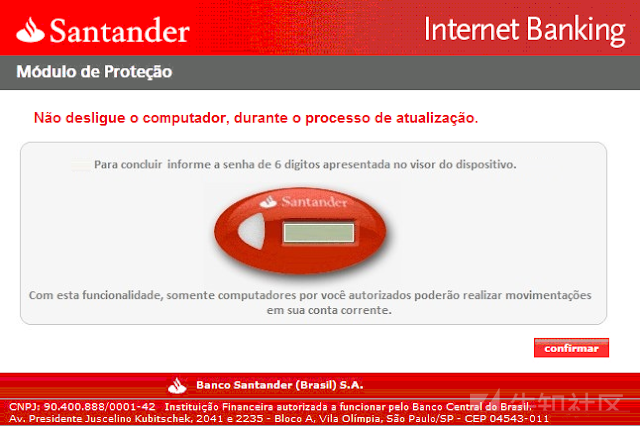 Santander
Internet Banking
Módulo de Proteção
Não desligue o computador, durante o processo de atualização.
Para concluir informe a senha de 6 digitos apresentada no visor do dispositivo.
Santander
Com esta funcionalidade, somente computadores por você autorizados poderão realizar movimentações
em sua conta corrente.
confirmar
Banco Santander (Brasil) S.A.
CNPJ: 90.400.888/0001-42 Instituição Financeira autorizada a funcionar pelo Banco Central do Brasil.
Av. Presidente Juscelino Kubitschek, 2041 e 2235 - Bloco A, Vila Olímpia, São Paulo/SP - CEP 04543-011
先知社区